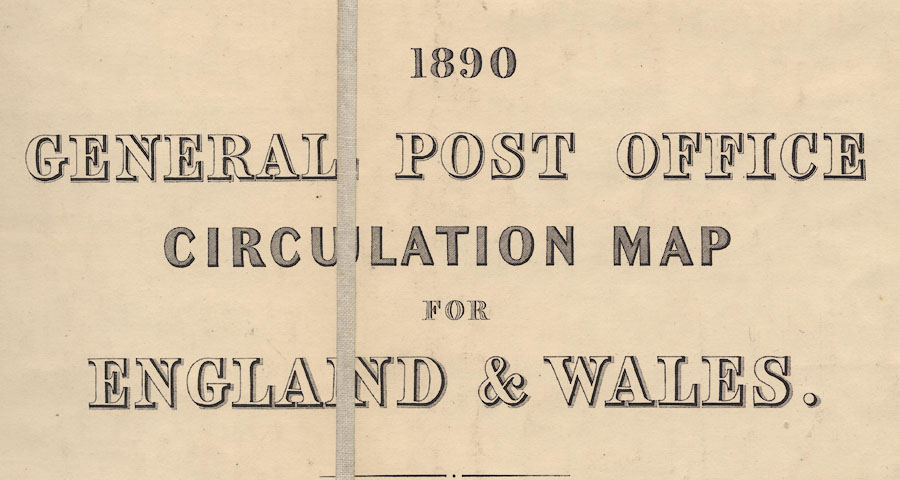 1890
GENERAL POST OFFICE
CIRCULATION MAP
FOR
ENGLAND & WALES.